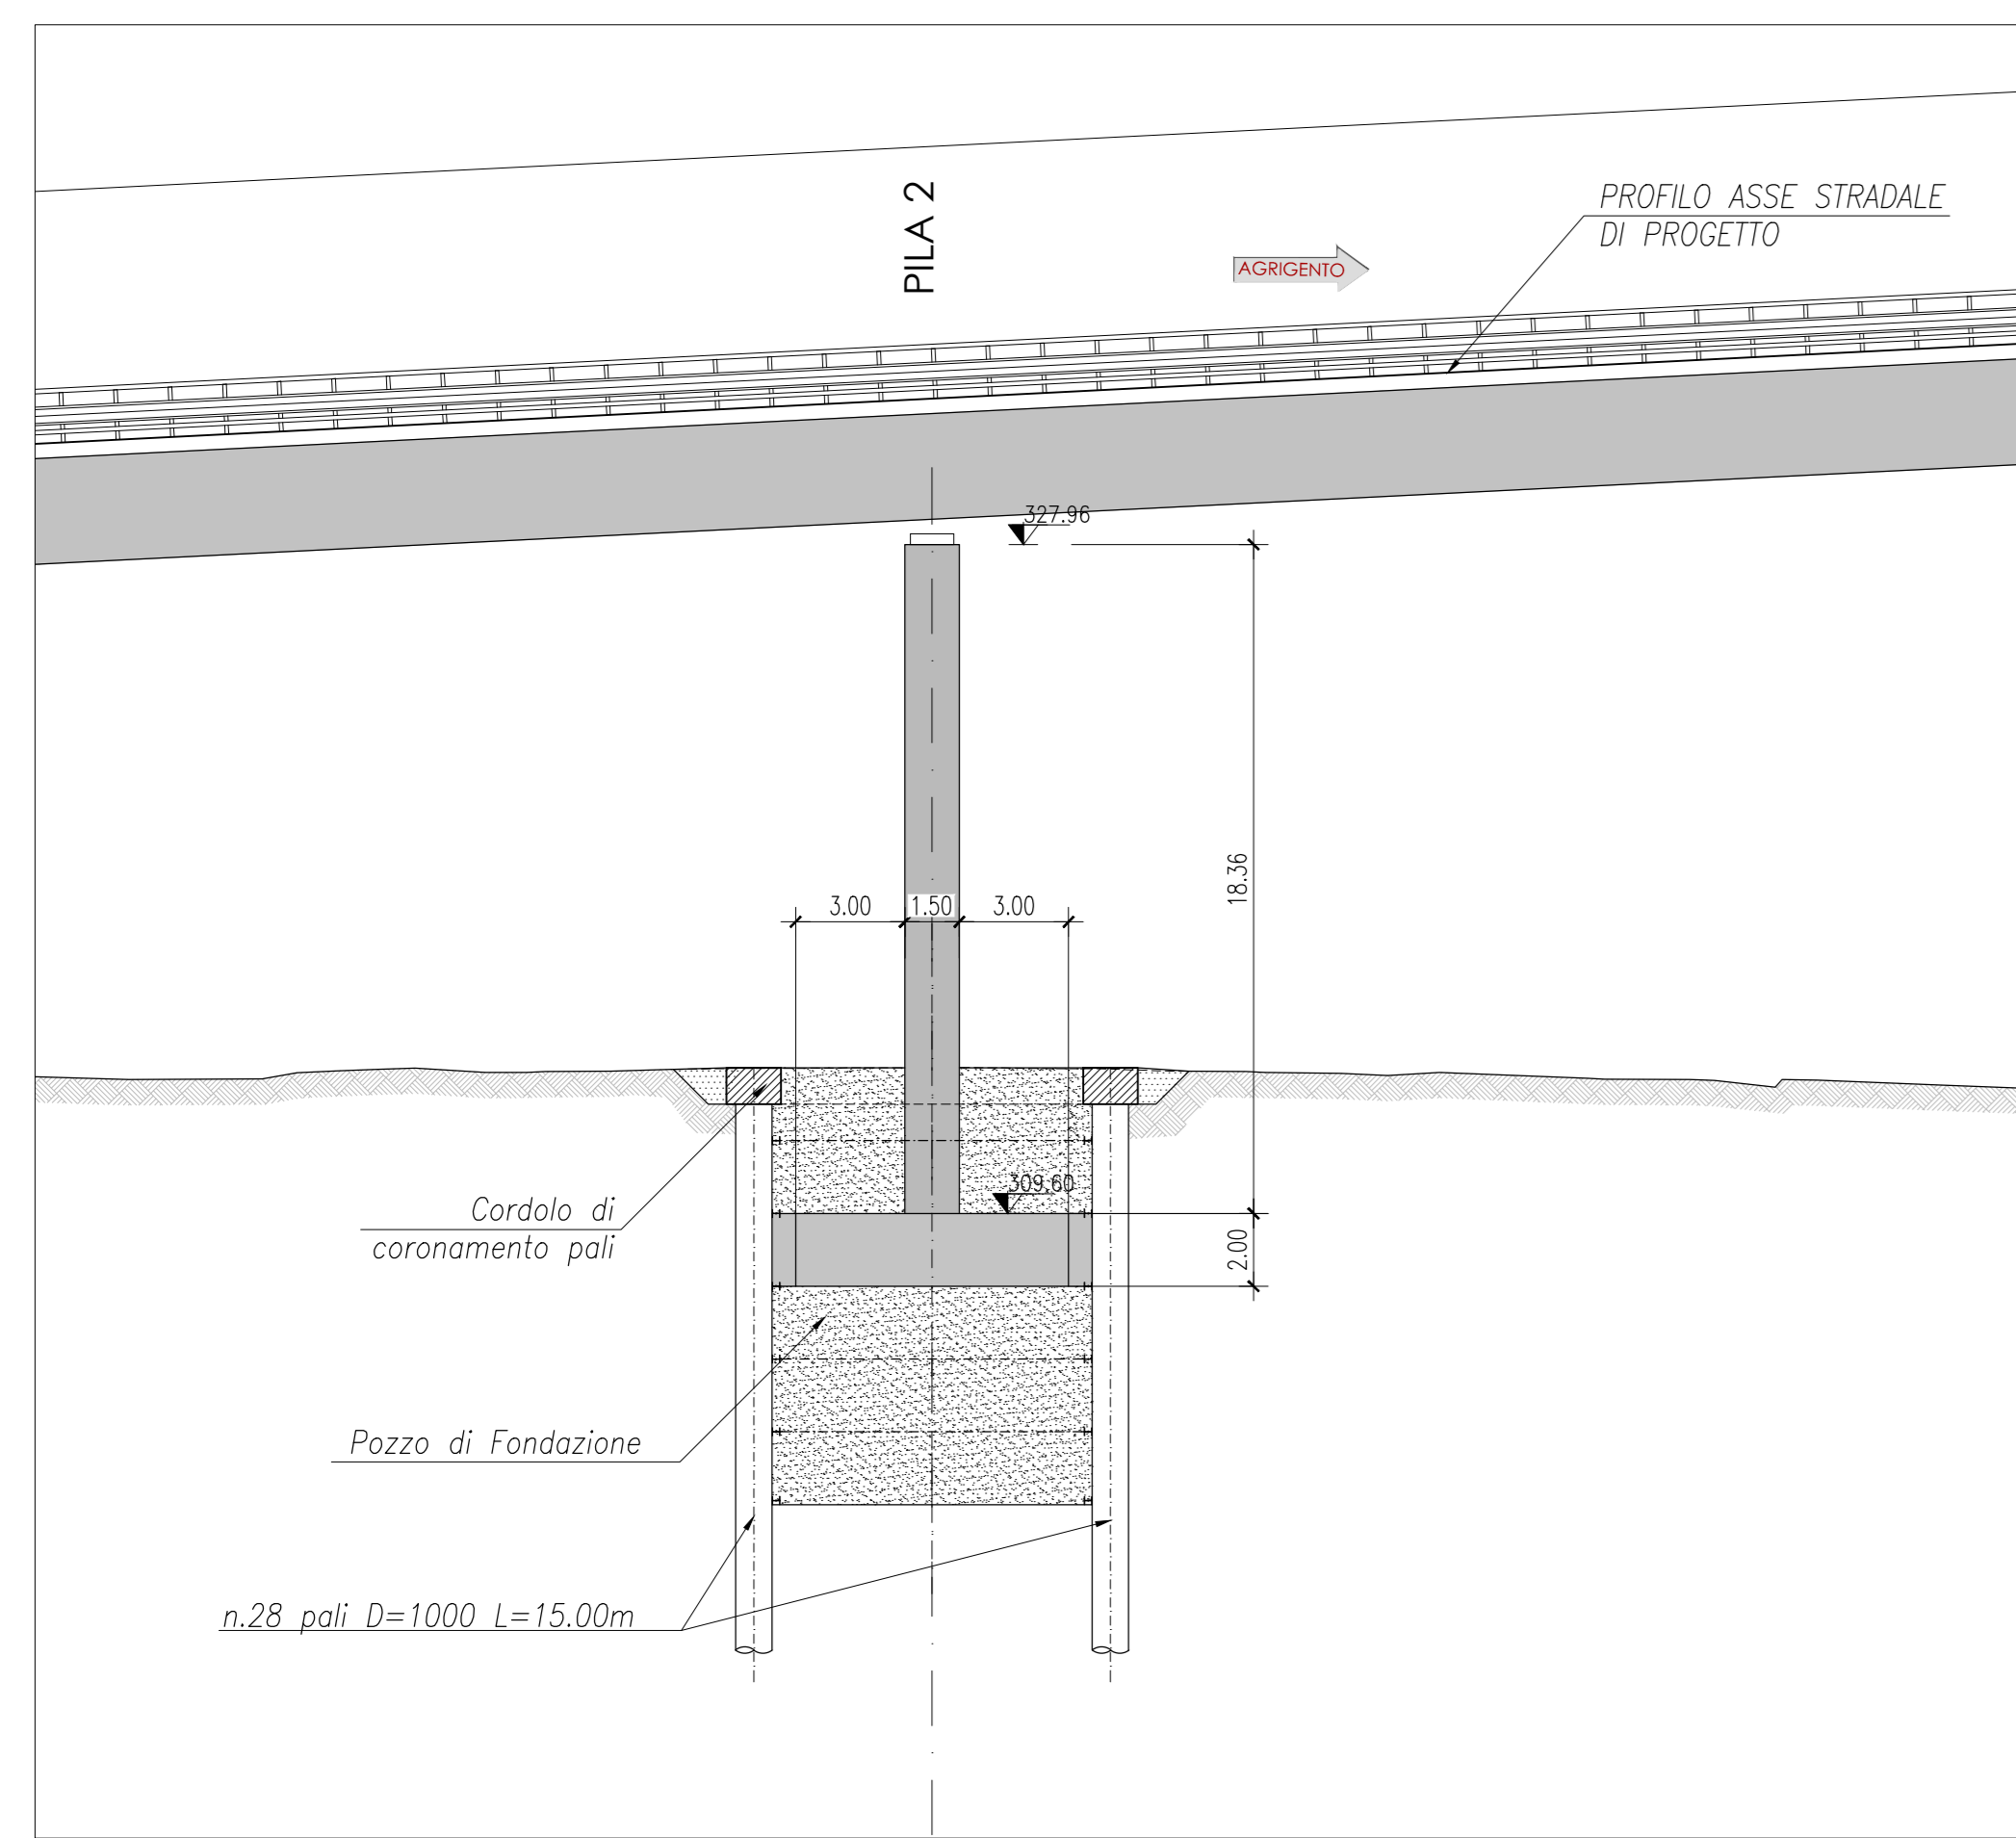 PILA 2
PROFILO ASSE STRADALE
DI PROGETTO
AGRIGENTO
327.96
18.36
3.00
1.50
3.00
309.60
2.00
Cordolo di
coronamento pali
Pozzo di Fondazione
n.28 pali D=1000 L=15.00m